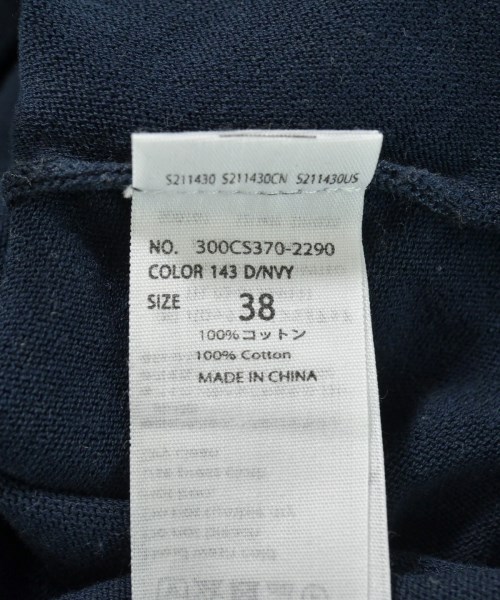 S211430 S211430CN S211430US
NO. 300CS370-2290
COLOR 143 D/NVY
SIZE 38
100%コットン
100% Cotton
MADE IN CHINA